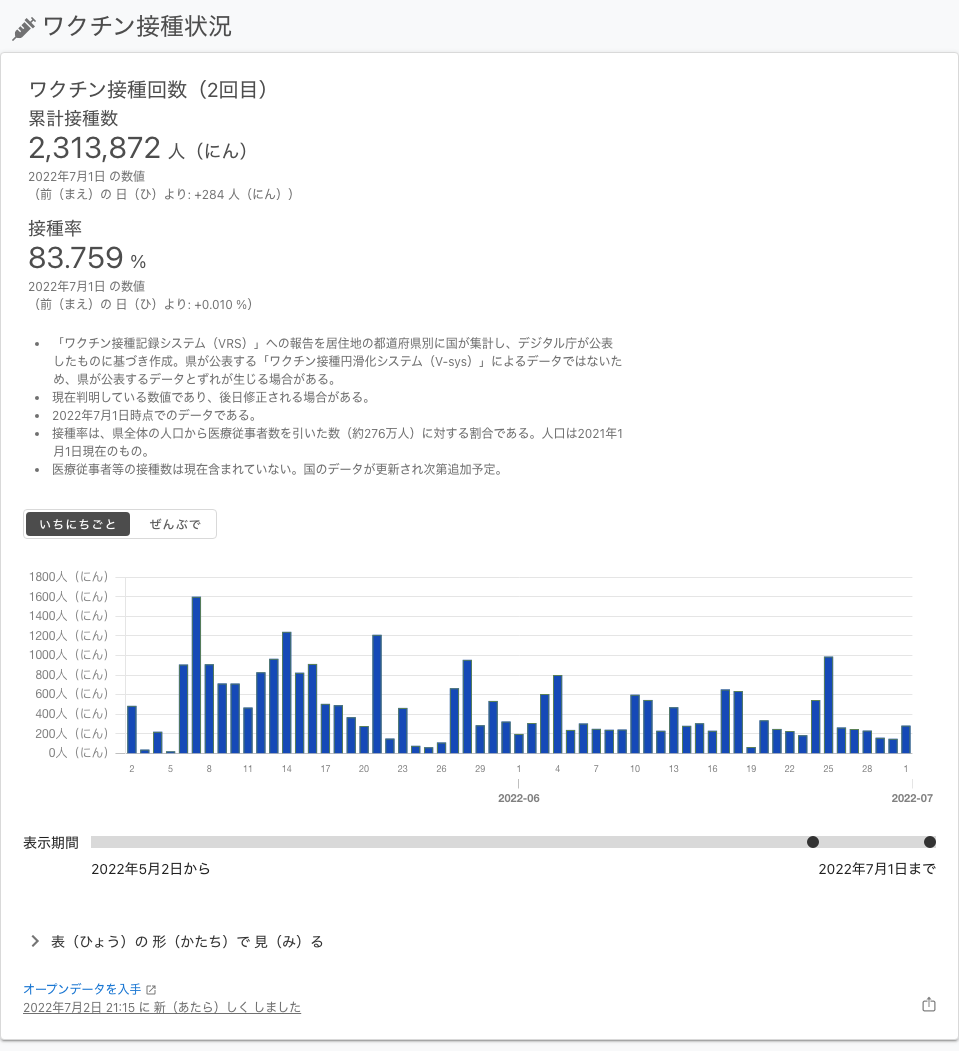 ワクチン接種状況
ワクチン接種回数（2回目）
累計接種数
2,313,872 人（にん）
2022年7月1日 の数値
（前（まえ）の 日（ひ）より: +284 人（にん））
接種率
83.759 %
2022年7月1日 の数値
（前（まえ）の 日（ひ）より: +0.010 %）
• 「ワクチン接種記録システム（VRS）」への報告を居住地の都道府県別に国が集計し、デジタル庁が公表
したものに基づき作成。県が公表する「ワクチン接種円滑化システム（V-sys）」によるデータではないた
め、県が公表するデータとずれが生じる場合がある。
• 現在判明している数値であり、後日修正される場合がある。
• 2022年7月1日時点でのデータである。
• 接種率は、県全体の人口から医療従事者数を引いた数（約276万人）に対する割合である。人口は2021年1
月1日現在のもの。
• 医療従事者等の接種数は現在含まれていない。国のデータが更新され次第追加予定。
いちにちごと ぜんぶで
1800人（にん）
1600人（にん）
1400人（にん）
1200人（にん）
1000人（にん）
800人（にん）
600人（にん）
400人（にん）
200人（にん）
0人（にん）
2 5 8 11 14 17 20 23 26 29 1 4 7 10 13 16 19 22 25 28 1
2022-06 2022-07
表示期間
2022年5月2日から 2022年7月1日まで
表（ひょう）の 形（かたち）で 見（み）る
オープンデータを入手
2022年7月2日 21:15 に 新（あたら）しく しました